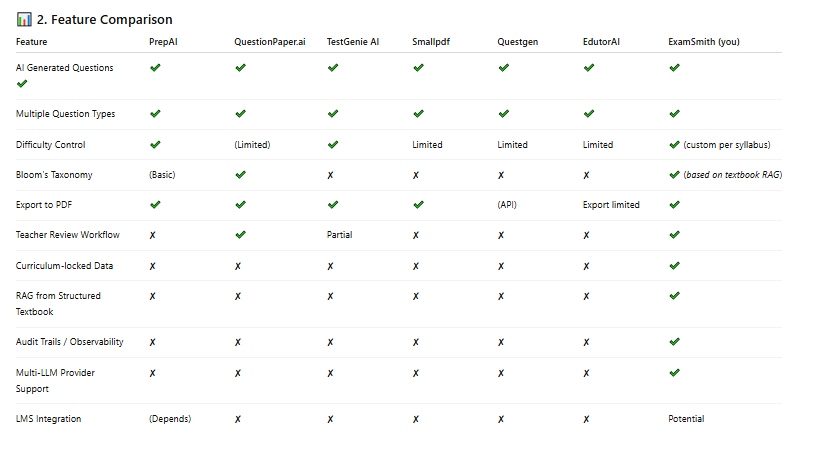 📊 2. Feature Comparison
Feature PrepAI QuestionPaper.ai TestGenie AI Smallpdf Questgen EdutorAI ExamSmith (you)
AI Generated Questions ✔ ✔ ✔ ✔ ✔ ✔ ✔
✔
Multiple Question Types ✔ ✔ ✔ ✔ ✔ ✔ ✔
Difficulty Control ✔ (Limited) ✔ Limited Limited Limited ✔ (custom per syllabus)
Bloom's Taxonomy (Basic) ✔ ✗ ✗ ✗ ✗ ✔ (based on textbook RAG)
Export to PDF ✔ ✔ ✔ ✔ (API) Export limited ✔
Teacher Review Workflow ✗ ✔ Partial ✗ ✗ ✗ ✔
Curriculum-locked Data ✗ ✗ ✗ ✗ ✗ ✗ ✔
RAG from Structured ✗ ✗ ✗ ✗ ✗ ✗ ✔
Textbook
Audit Trails / Observability ✗ ✗ ✗ ✗ ✗ ✗ ✔
Multi-LLM Provider ✗ ✗ ✗ ✗ ✗ ✗ ✔
Support
LMS Integration (Depends) ✗ ✗ ✗ ✗ ✗ Potential